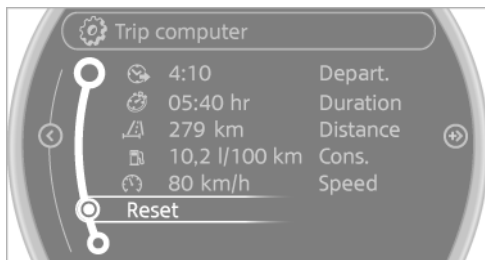 Trip computer
4:10 Depart.
05:40 hr Duration
279 km Distance
10,2 l/100 km Cons.
80 km/h Speed
Reset